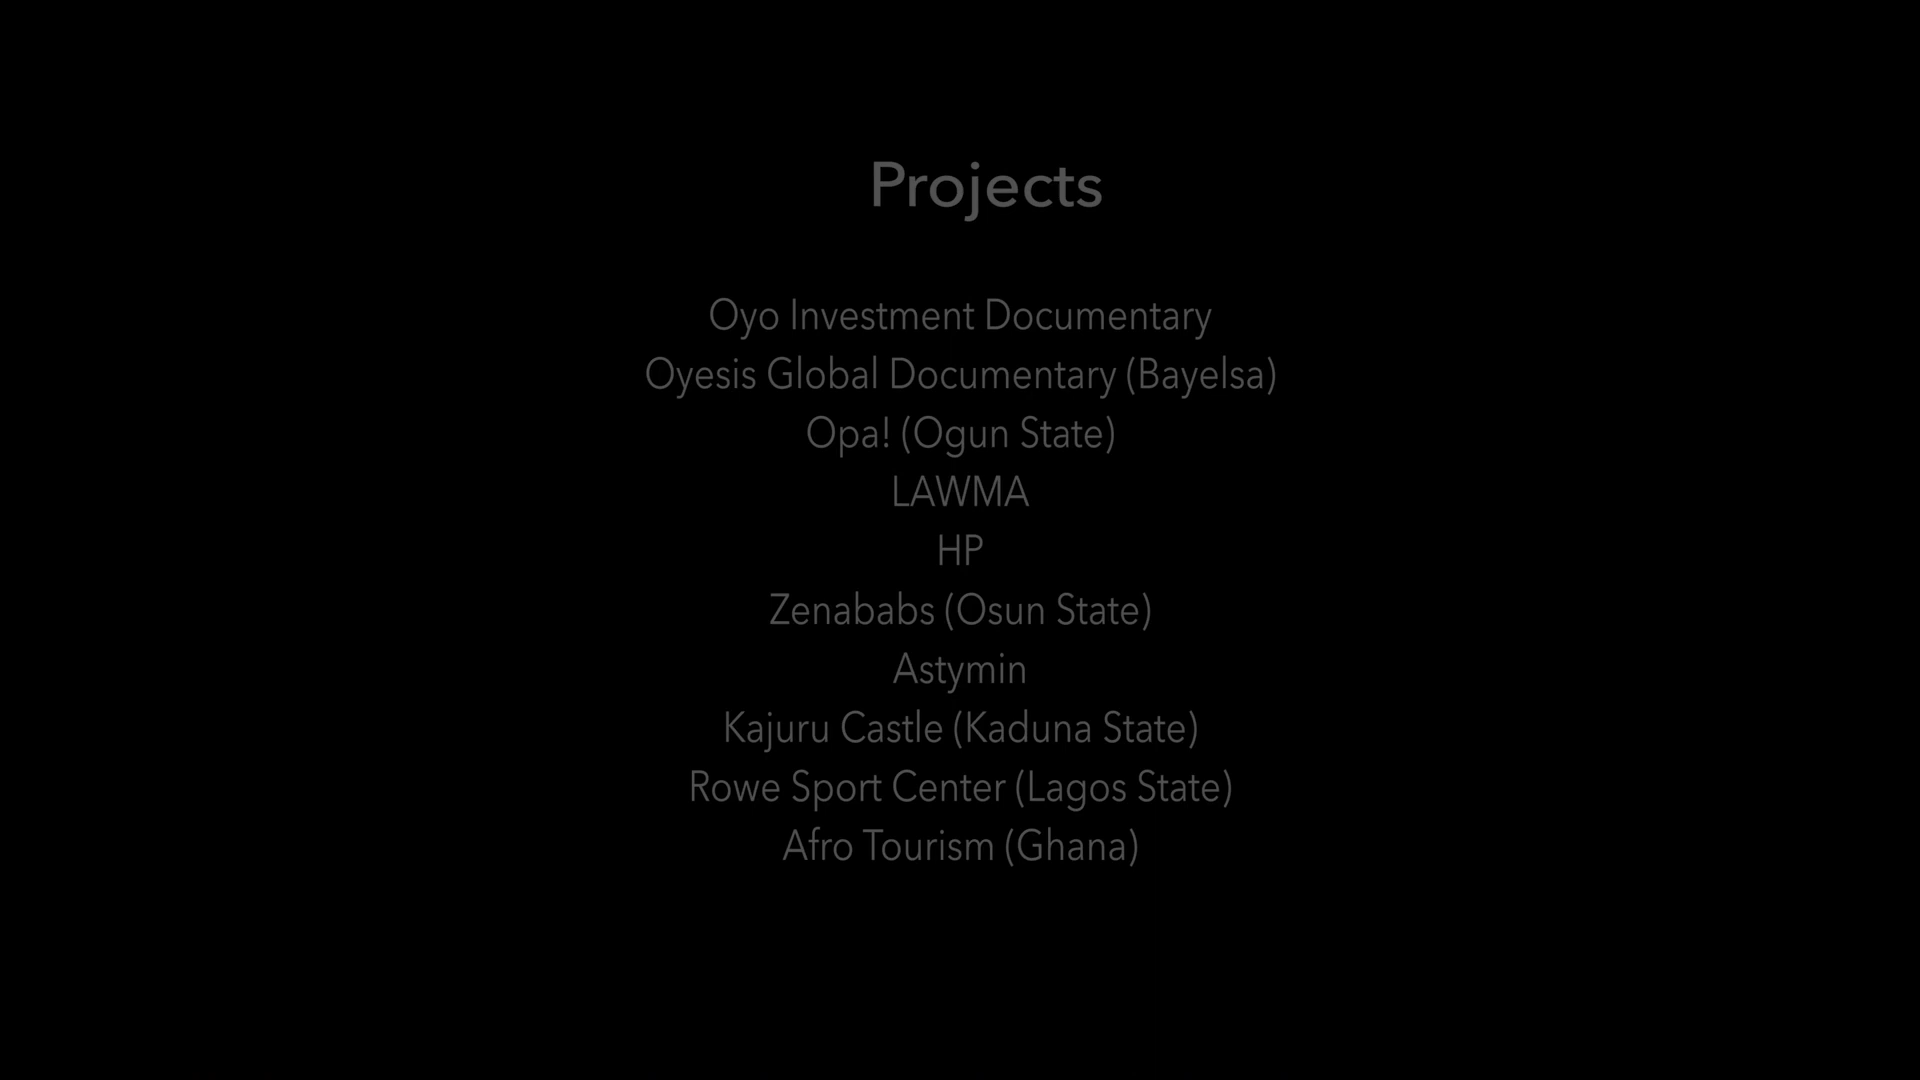 Projects
Oyo Investment Documentary
Oyesis Global Documentary (Bayelsa)
Opa! (Ogun State)
LAWMA
HP
Zenababs (Osun State)
Astymin
Kajuru Castle (Kaduna State)
Rowe Sport Center (Lagos State)
Afro Tourism (Ghana)